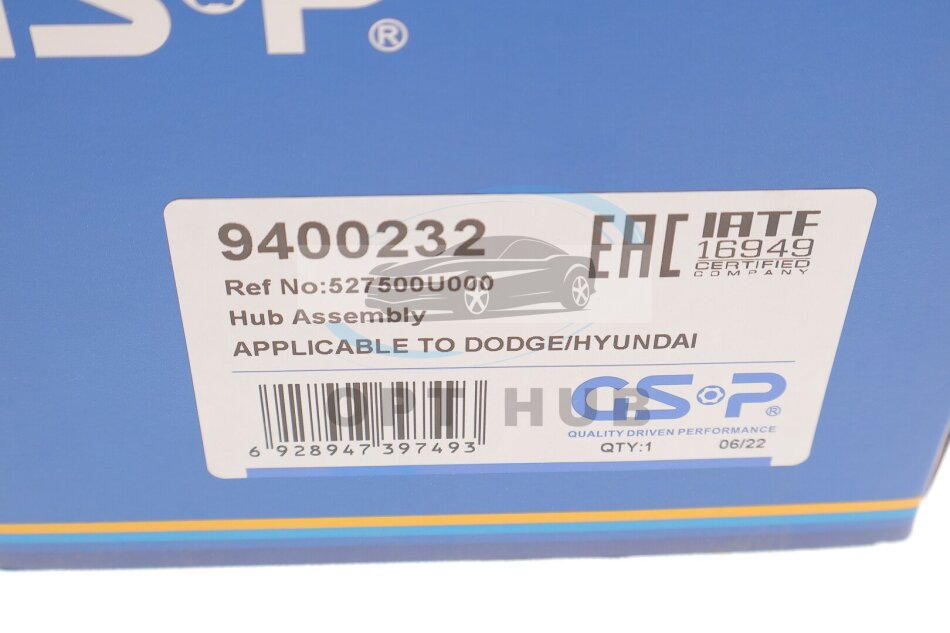 GSP®
9400232
EAC
IATF
16949
CERTIFIED
COMPANY
Ref No:527500U000
Hub Assembly
APPLICABLE TO DODGE/HYUNDAI
OPT HUB
GSP®
QUALITY DRIVEN PERFORMANCE
6 928947 397493
QTY:1 06/22